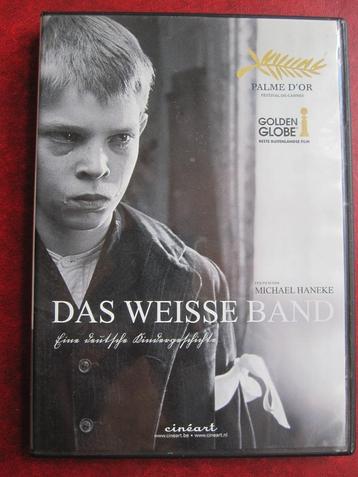 PALME D'OR
FESTIVAL DE CANNES
GOLDEN
GLOBE
BESTE BUITENLANDSE FILM
MICHAEL HANEKE
DAS WEISSE BAND
Eine deutsche Kindergeschichte
cinéart
www.cineart.be • www.cineart.nl